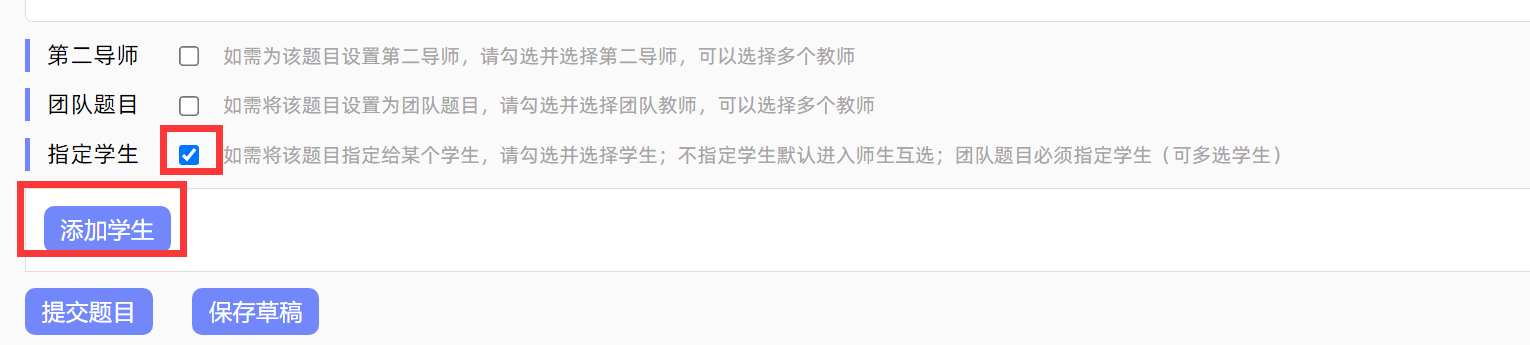 第二导师 如需为该题目设置第二导师，请勾选并选择第二导师，可以选择多个教师
团队题目 如需将该题目设置为团队题目，请勾选并选择团队教师，可以选择多个教师
指定学生 如需将该题目指定给某个学生，请勾选并选择学生；不指定学生默认进入师生互选；团队题目必须指定学生（可多选学生）
添加学生
提交题目 保存草稿